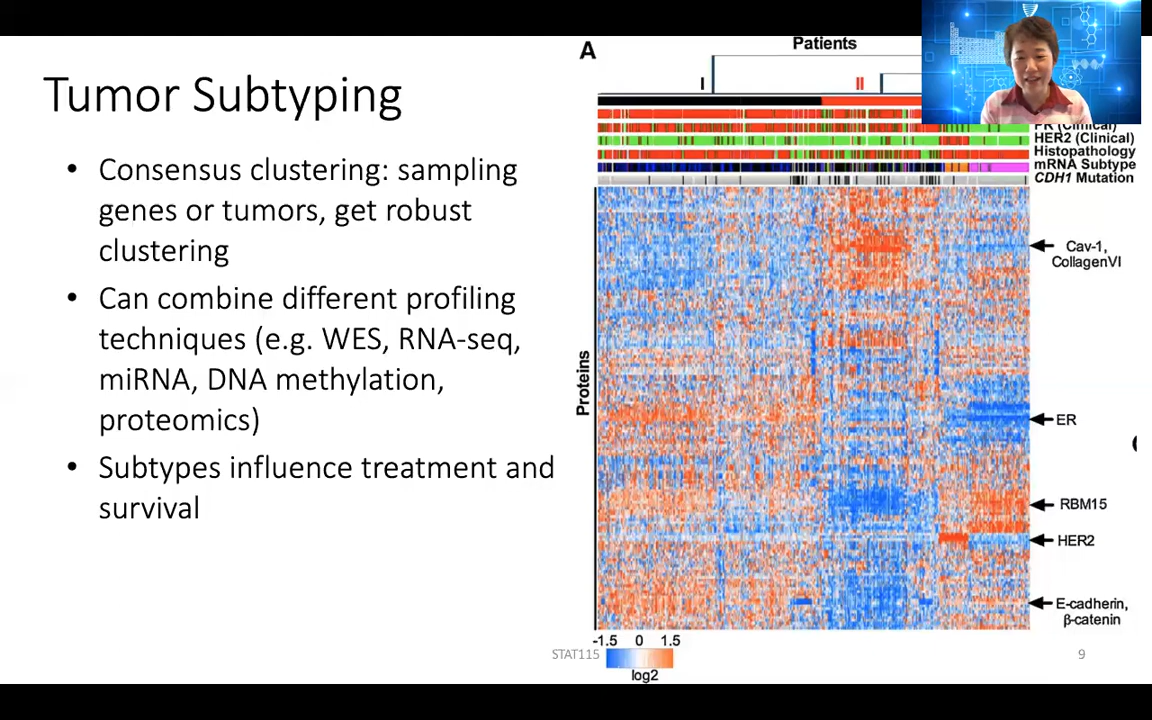 Tumor Subtyping
• Consensus clustering: sampling
genes or tumors, get robust
clustering
• Can combine different profiling
techniques (e.g. WES, RNA-seq,
miRNA, DNA methylation,
proteomics)
• Subtypes influence treatment and
survival
A
Patients
I
II
PR (Clinical)
HER2 (Clinical)
Histopathology
mRNA Subtype
CDH1 Mutation
Proteins
Cav-1,
CollagenVI
ER
RBM15
HER2
E-cadherin,
β-catenin
-1.5 0 1.5
log2
STAT115
9